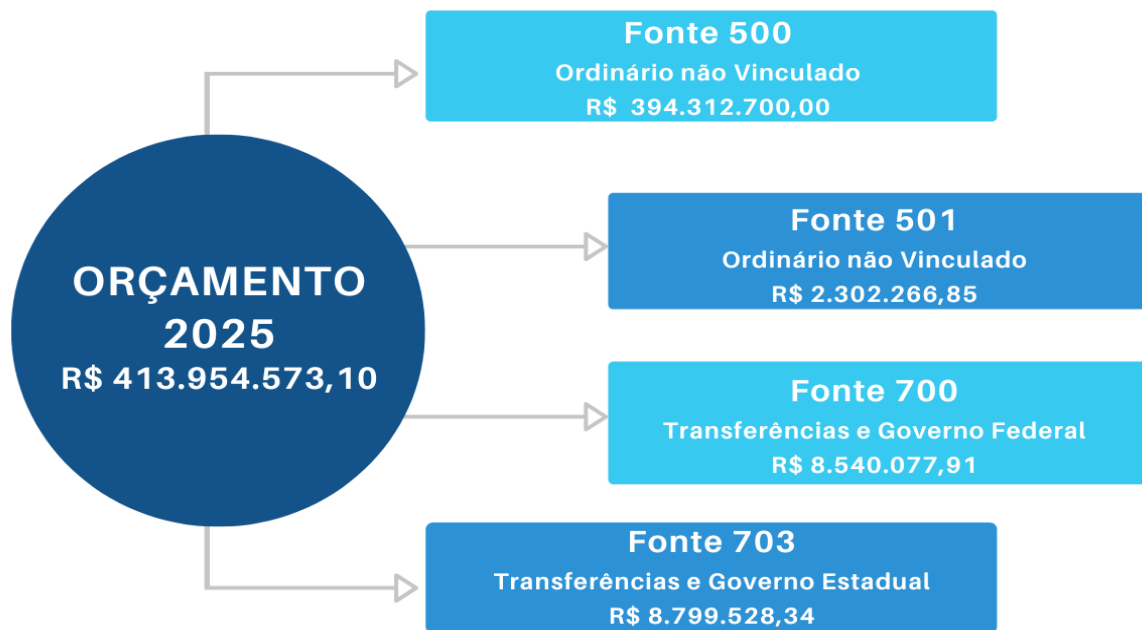 Fonte 500
Ordinário não Vinculado
R$ 394.312.700,00
ORÇAMENTO
2025
R$ 413.954.573,10
Fonte 501
Ordinário não Vinculado
R$ 2.302.266,85
Fonte 700
Transferências e Governo Federal
R$ 8.540.077,91
Fonte 703
Transferências e Governo Estadual
R$ 8.799.528,34